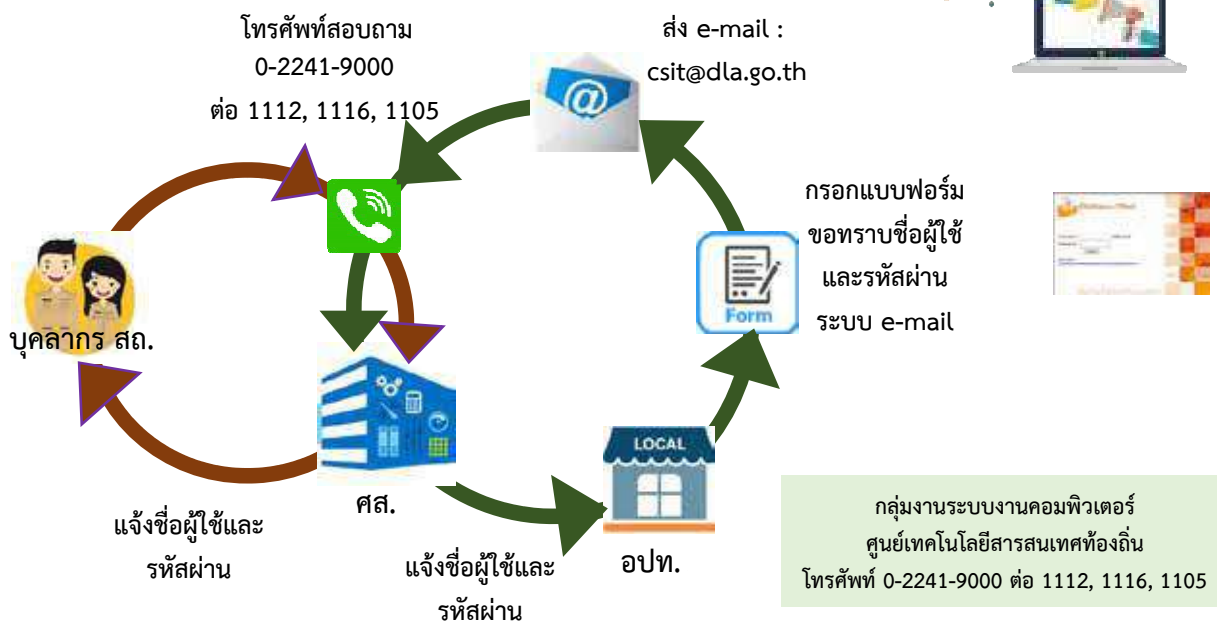 โทรศัพท์สอบถาม
0-2241-9000
ต่อ 1112, 1116, 1105
ส่ง e-mail :
csit@dla.go.th
@
กรอกแบบฟอร์ม
ขอทราบชื่อผู้ใช้
และรหัสผ่าน
ระบบ e-mail
Form
บุคลากร สถ.
LOCAL
ศส.
อปท.
แจ้งชื่อผู้ใช้และ
รหัสผ่าน
แจ้งชื่อผู้ใช้และ
รหัสผ่าน
กลุ่มงานระบบงานคอมพิวเตอร์
ศูนย์เทคโนโลยีสารสนเทศท้องถิ่น
โทรศัพท์ 0-2241-9000 ต่อ 1112, 1116, 1105